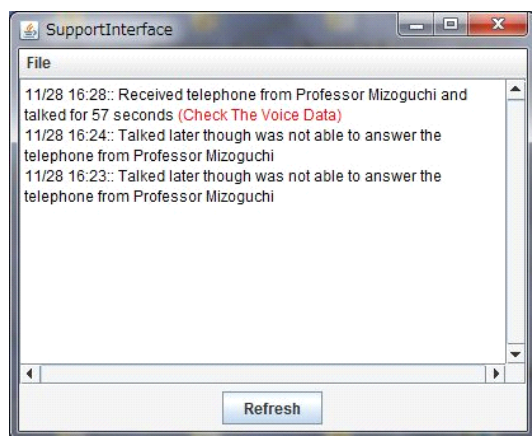 SupportInterface
File
11/28 16:28:: Received telephone from Professor Mizoguchi and
talked for 57 seconds (Check The Voice Data)
11/28 16:24:: Talked later though was not able to answer the
telephone from Professor Mizoguchi
11/28 16:23:: Talked later though was not able to answer the
telephone from Professor Mizoguchi
Refresh